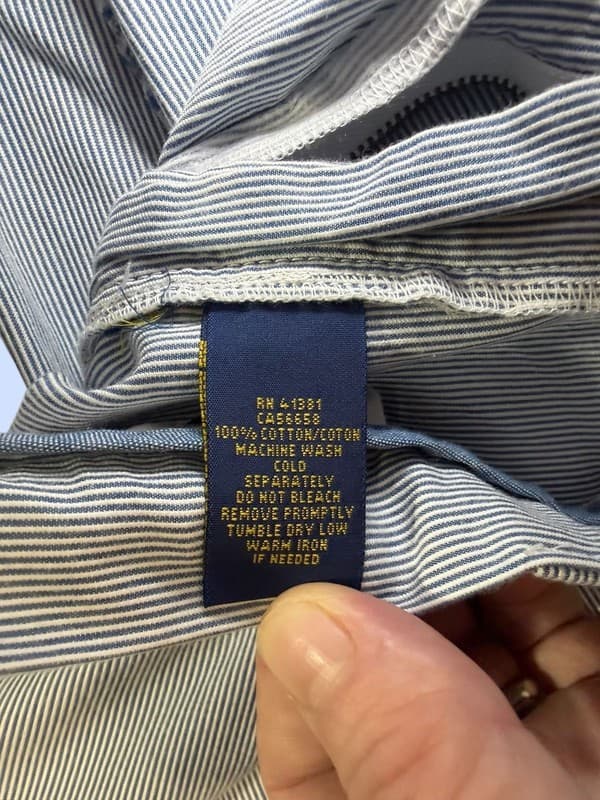 RN 41381
CA56658
100% COTTON/COTON
MACHINE WASH
COLD
SEPARATELY
DO NOT BLEACH
REMOVE PROMPTLY
TUMBLE DRY LOW
WARM IRON
IF NEEDED